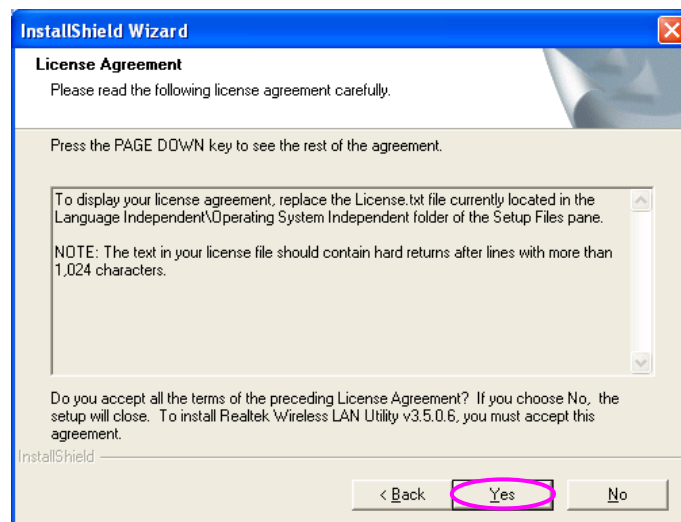 InstallShield Wizard
License Agreement
Please read the following license agreement carefully.
Press the PAGE DOWN key to see the rest of the agreement.
To display your license agreement, replace the License.txt file currently located in the
Language Independent\Operating System Independent folder of the Setup Files pane.
NOTE: The text in your license file should contain hard returns after lines with more than
1,024 characters.
Do you accept all the terms of the preceding License Agreement? If you choose No, the
setup will close. To install Realtek Wireless LAN Utility v3.5.0.6, you must accept this
agreement.
InstallShield
< Back Yes No